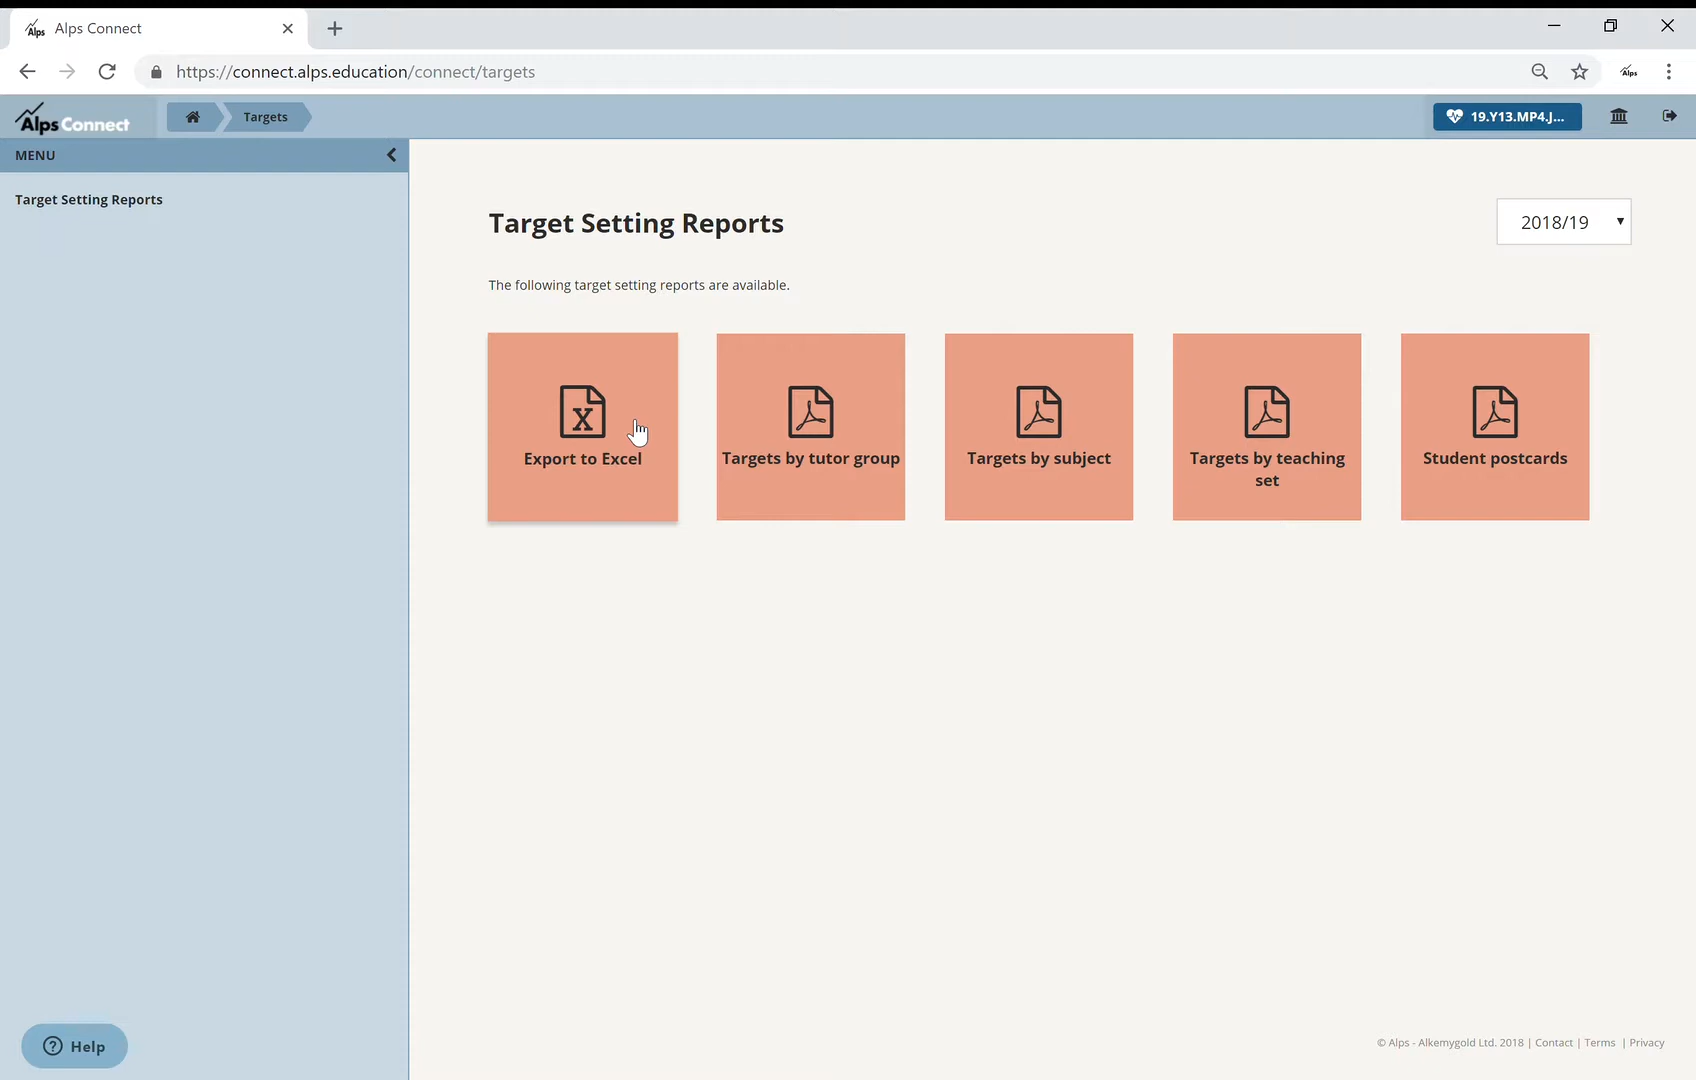 Alps Connect
https://connect.alps.education/connect/targets
Alps
Alps Connect
Targets
19.Y13.MP4.J...
MENU
Target Setting Reports
Target Setting Reports
2018/19
The following target setting reports are available.
X
Export to Excel
Targets by tutor group
Targets by subject
Targets by teaching
set
Student postcards
? Help
© Alps - Alkemygold Ltd. 2018 | Contact | Terms | Privacy